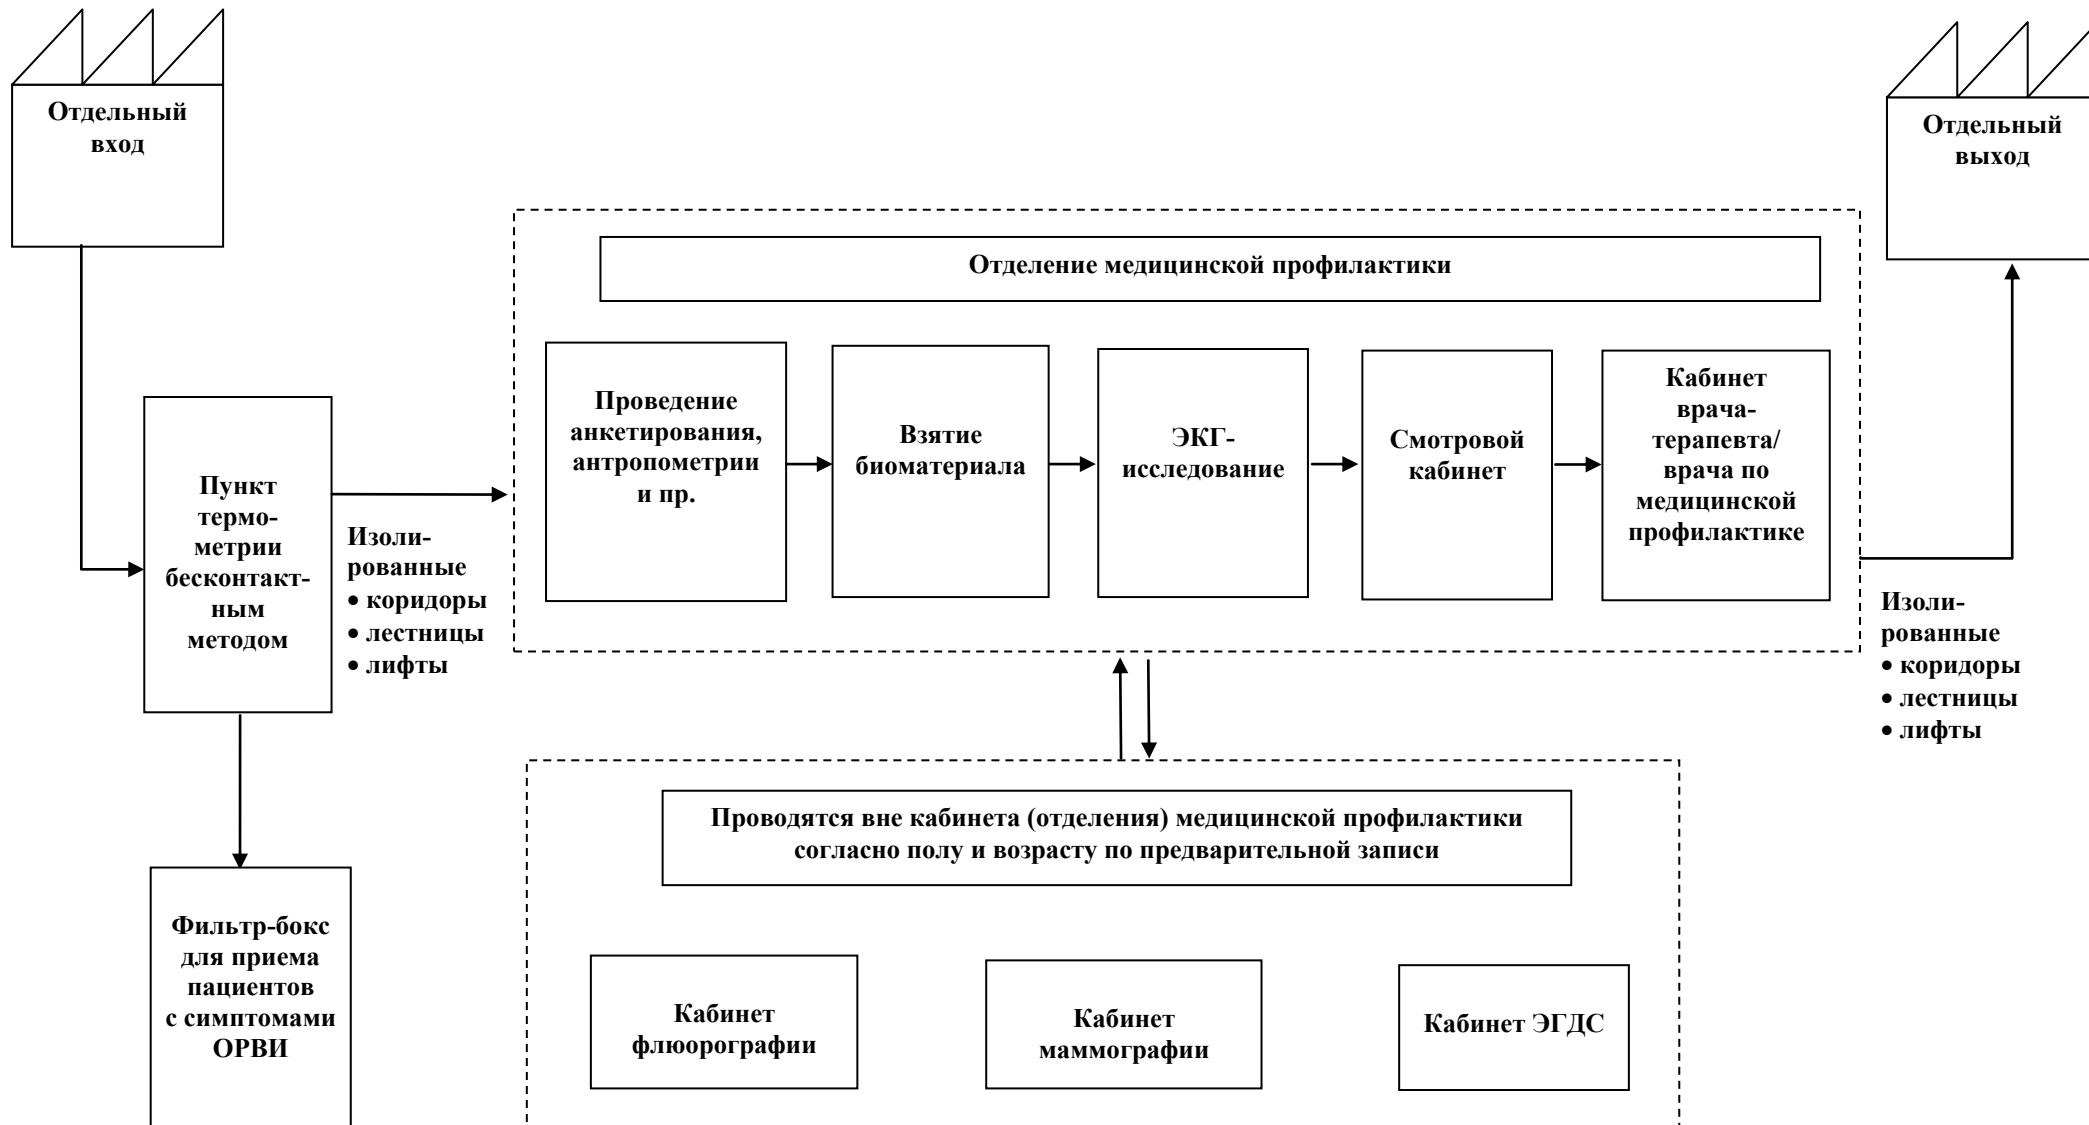 Отдельный
вход
Отдельный
выход
Отделение медицинской профилактики
Проведение
анкетирования,
антропометрии
и пр.
Взятие
биоматериала
ЭКГ-
исследование
Смотровой
кабинет
Кабинет
врача-
терапевта/
врача по
медицинской
профилактике
Пункт
термо-
метрии
бесконтакт-
ным
методом
Изоли-
рованные
• коридоры
• лестницы
• лифты
Изоли-
рованные
• коридоры
• лестницы
• лифты
Проводятся вне кабинета (отделения) медицинской профилактики
согласно полу и возрасту по предварительной записи
Фильтр-бокс
для приема
пациентов
с симптомами
ОРВИ
Кабинет
флюорографии
Кабинет
маммографии
Кабинет ЭГДС